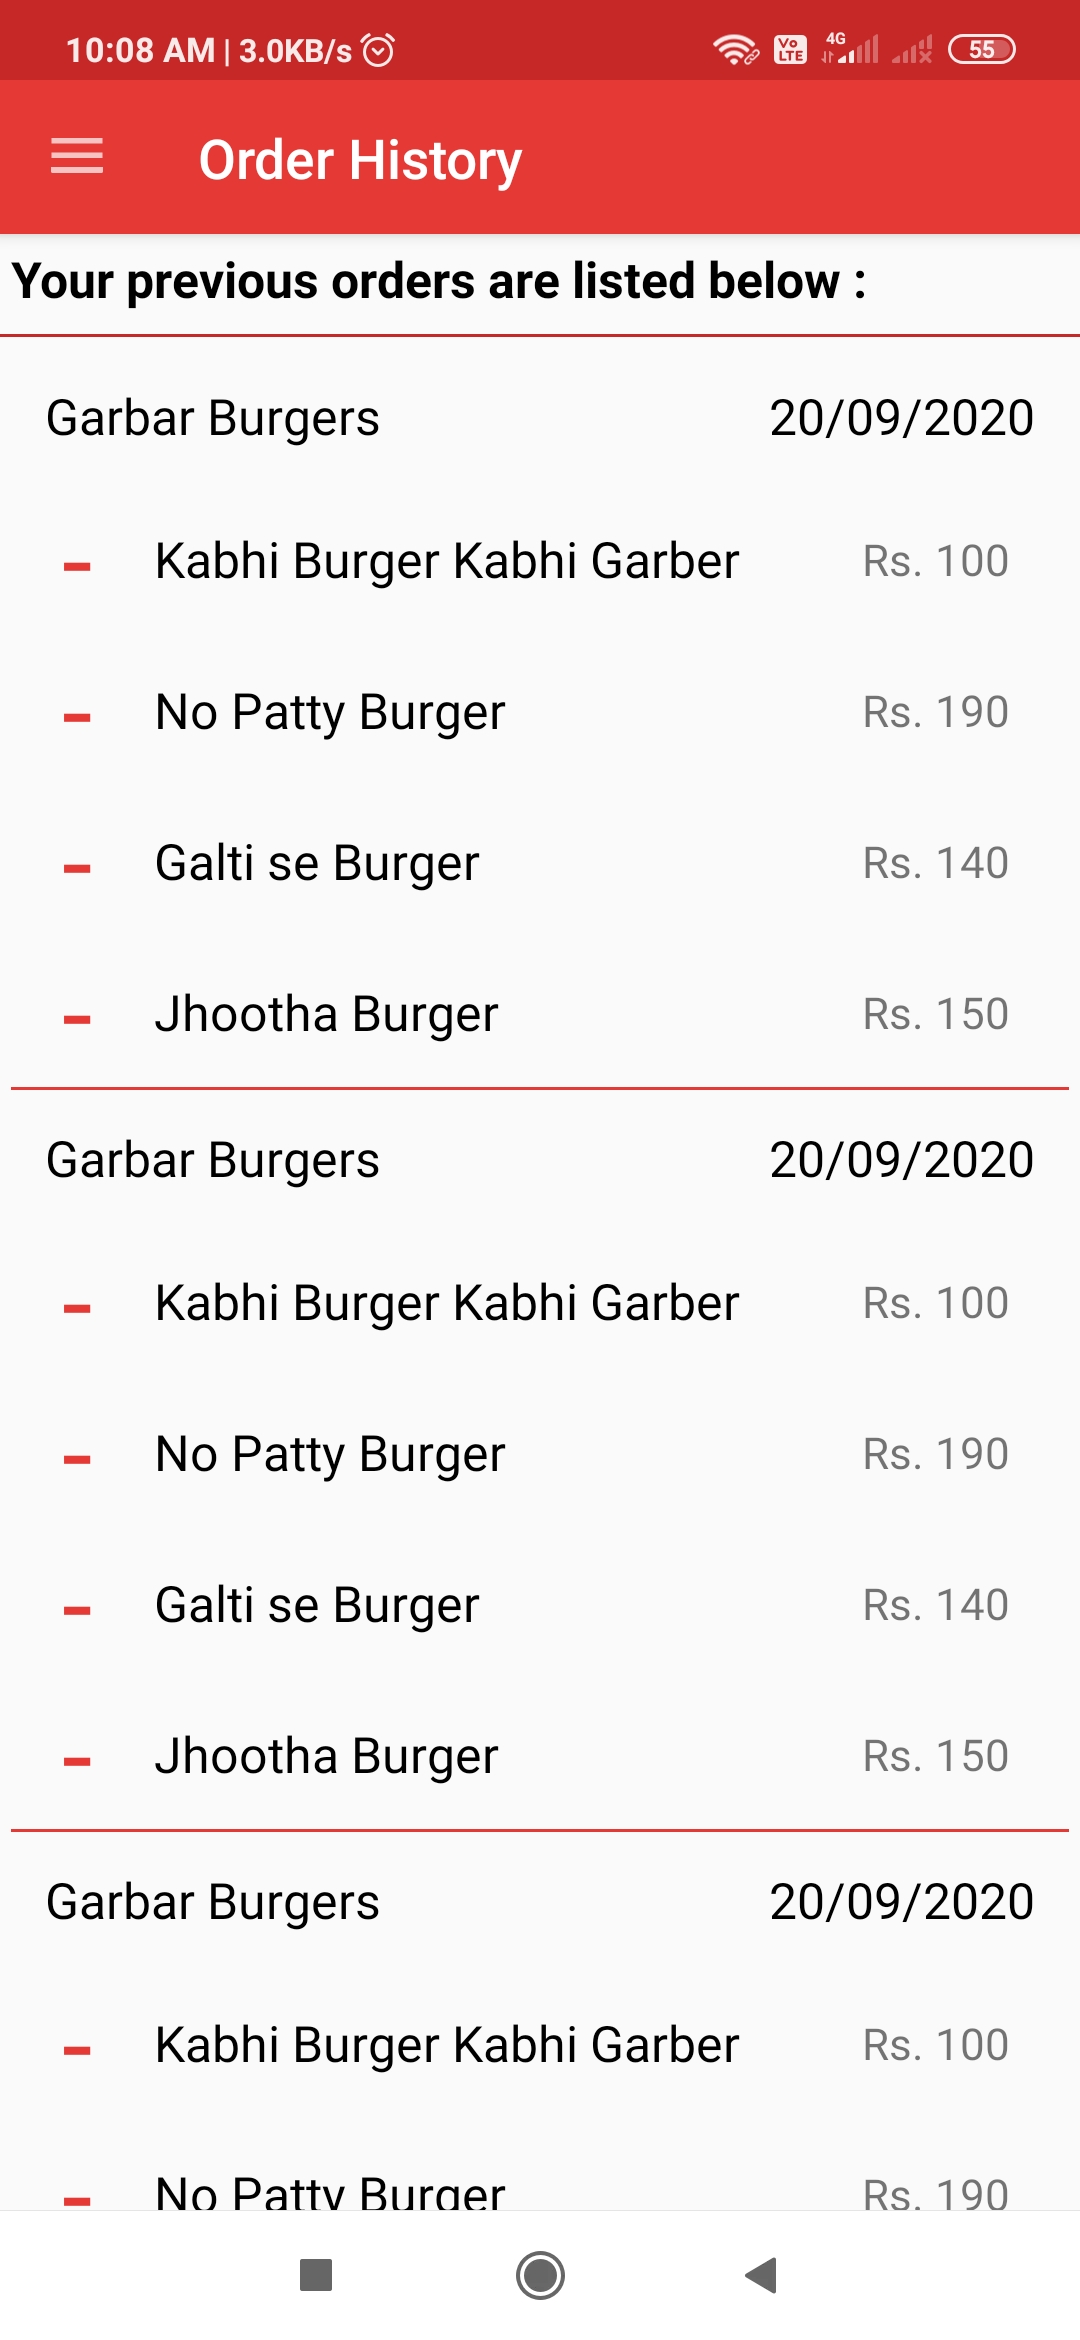 10:08 AM | 3.0KB/s Vo LTE 4G 55
Order History
Your previous orders are listed below :
Garbar Burgers 20/09/2020
- Kabhi Burger Kabhi Garber Rs. 100
- No Patty Burger Rs. 190
- Galti se Burger Rs. 140
- Jhootha Burger Rs. 150
Garbar Burgers 20/09/2020
- Kabhi Burger Kabhi Garber Rs. 100
- No Patty Burger Rs. 190
- Galti se Burger Rs. 140
- Jhootha Burger Rs. 150
Garbar Burgers 20/09/2020
- Kabhi Burger Kabhi Garber Rs. 100
- No Patty Burger Rs. 190